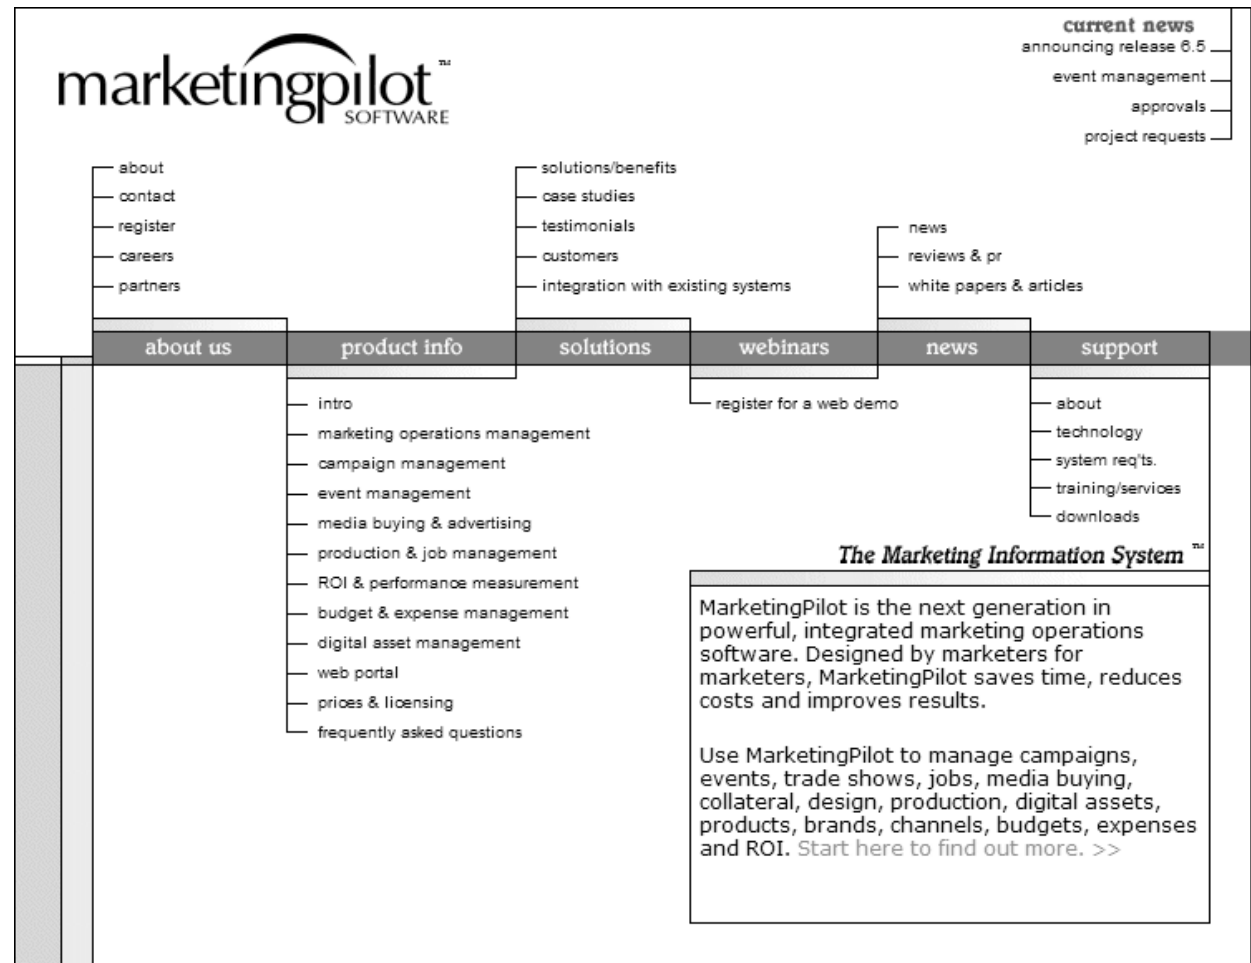 current news
announcing release 6.5
event management
approvals
project requests
marketingpilot™
SOFTWARE
about
contact
register
careers
partners
solutions/benefits
case studies
testimonials
customers
integration with existing systems
news
reviews & pr
white papers & articles
about us
product info
solutions
webinars
news
support
intro
marketing operations management
campaign management
event management
media buying & advertising
production & job management
ROI & performance measurement
budget & expense management
digital asset management
web portal
prices & licensing
frequently asked questions
register for a web demo
about
technology
system req'ts.
training/services
downloads
The Marketing Information System ™
MarketingPilot is the next generation in
powerful, integrated marketing operations
software. Designed by marketers for
marketers, MarketingPilot saves time, reduces
costs and improves results.
Use MarketingPilot to manage campaigns,
events, trade shows, jobs, media buying,
collateral, design, production, digital assets,
products, brands, channels, budgets, expenses
and ROI. Start here to find out more. >>